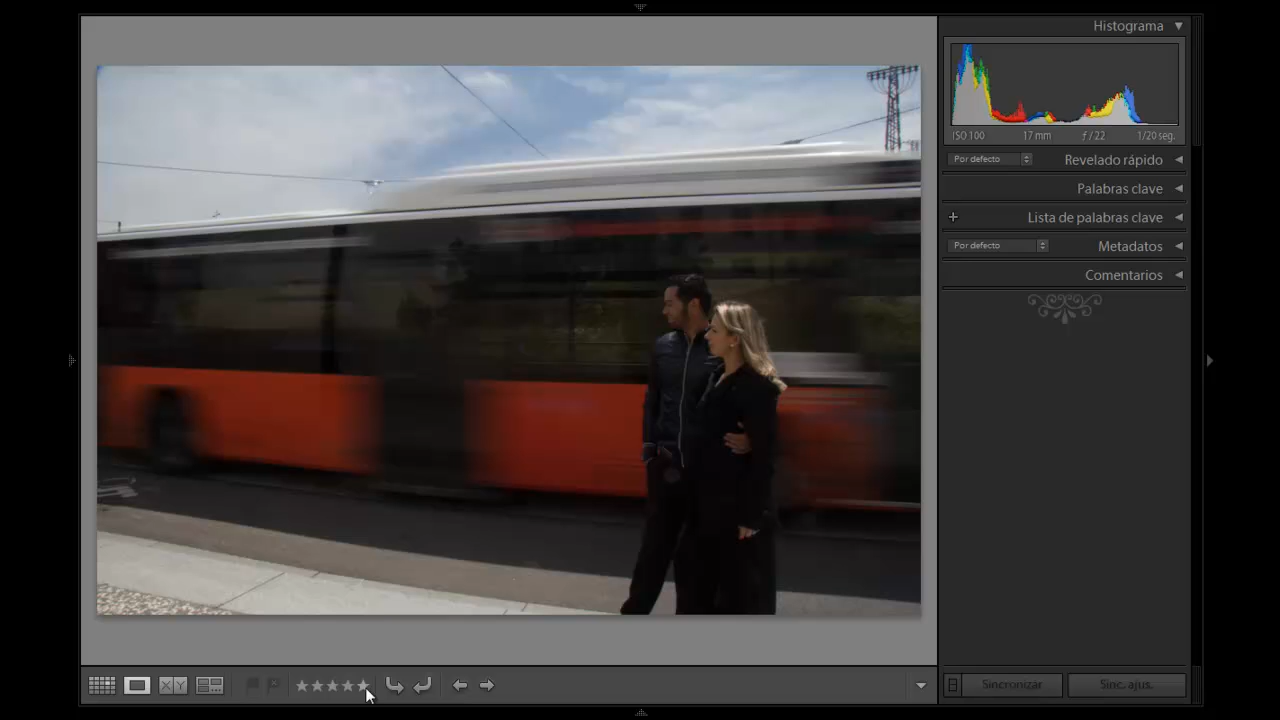 Histograma
ISO 100 17 mm ƒ / 22 1/20 seg.
Por defecto Revelado rápido
Palabras clave
+ Lista de palabras clave
Por defecto Metadatos
Comentarios
X Y
Sincronizar Sinc. ajus.